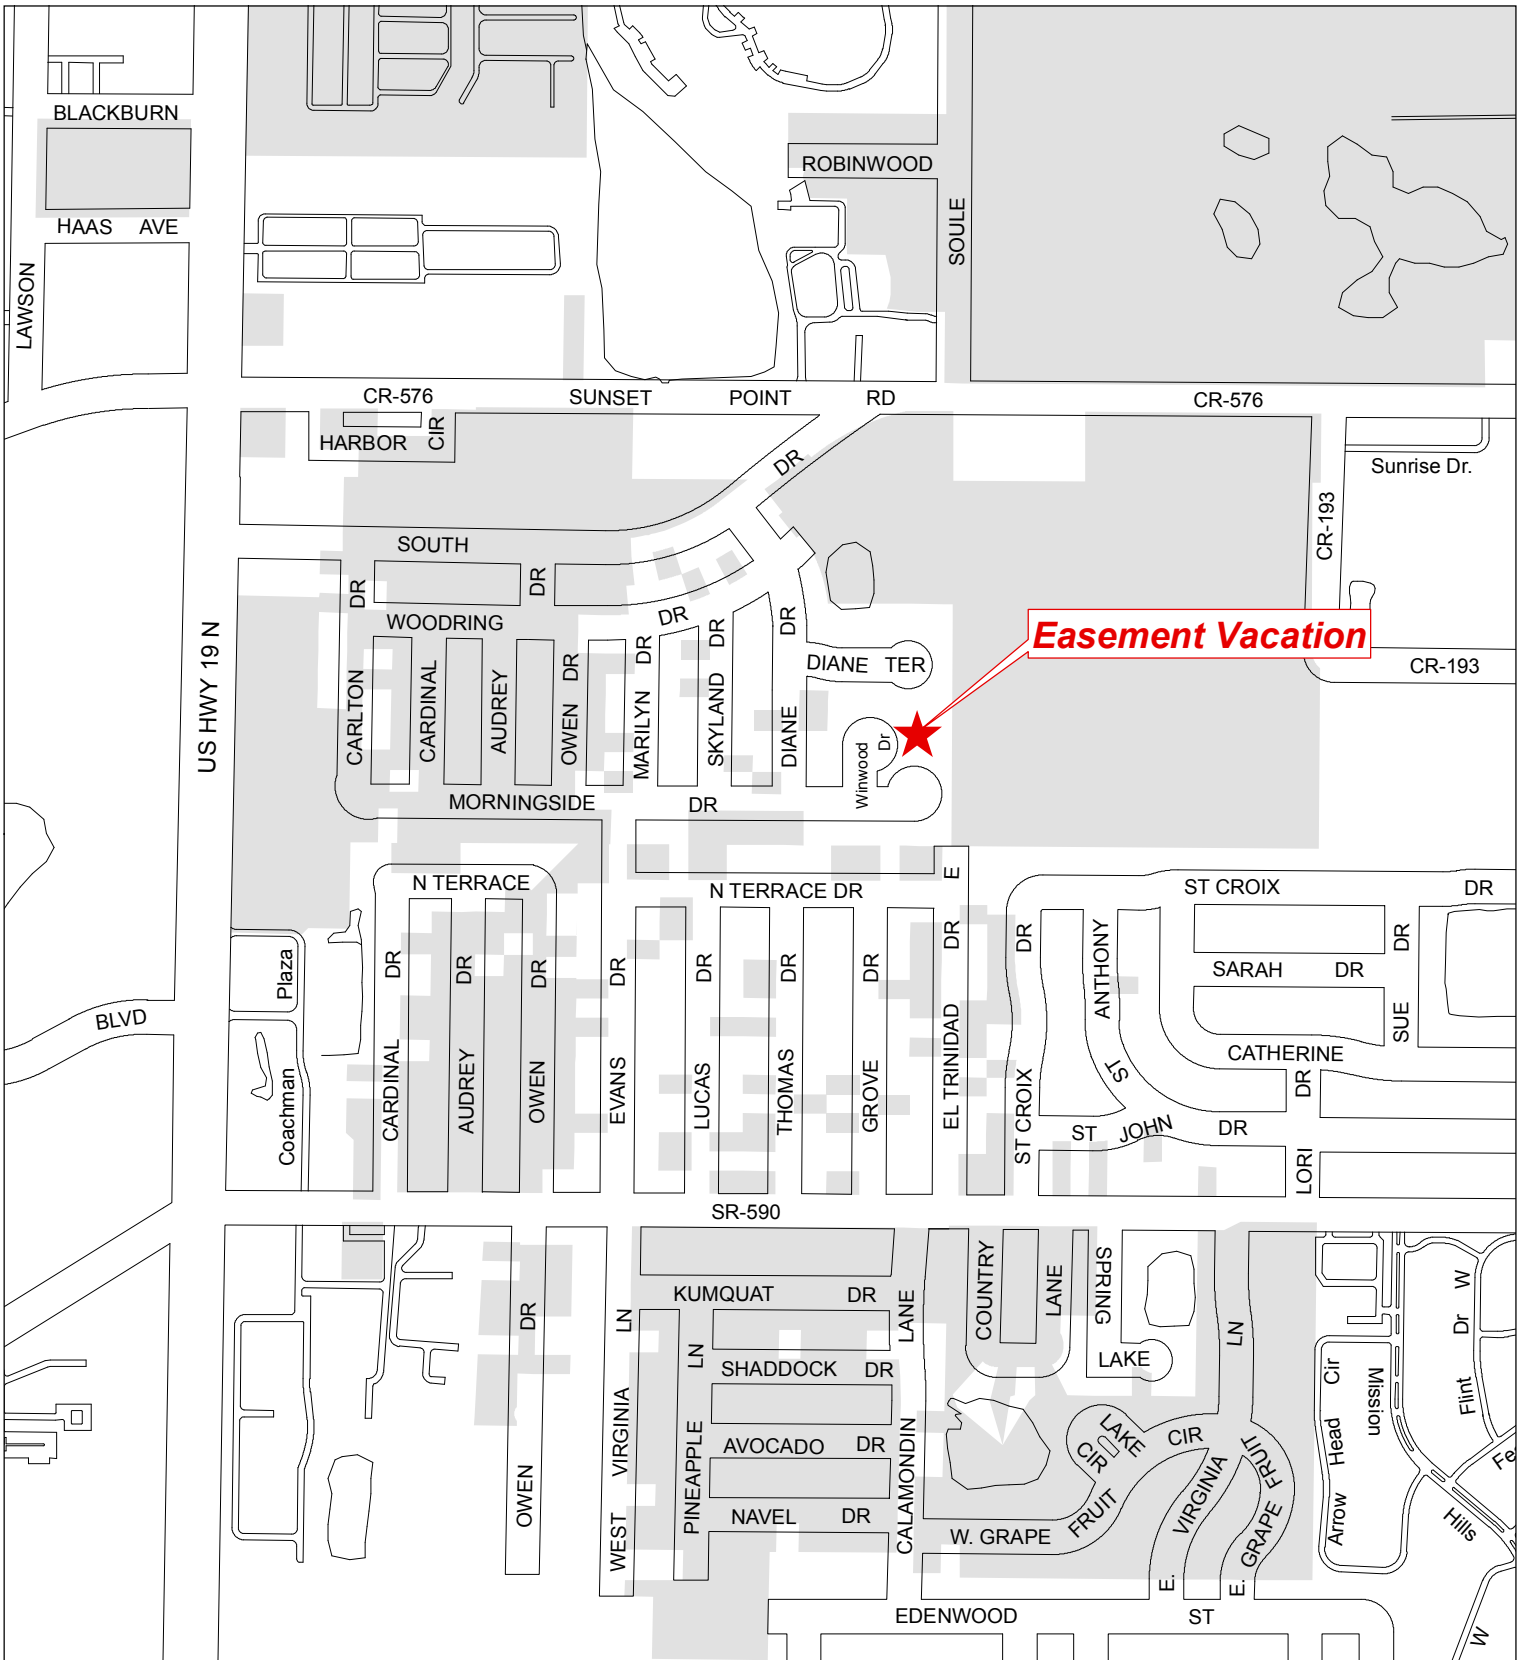 BLACKBURN
ROBINWOOD
HAAS AVE
SOULE
LAWSON
CR-576
SUNSET POINT RD
CR-576
HARBOR CIR
DR
Sunrise Dr.
CR-193
SOUTH
DR
DR
WOODRING
DR
DR
DR
DR
DR
US HWY 19 N
Easement Vacation
DIANE TER
CR-193
CARLTON
CARDINAL
AUDREY
OWEN
MARILYN
SKYLAND
DIANE
Winwood Dr
MORNINGSIDE DR
N TERRACE
N TERRACE DR
E
ST CROIX DR
DR
DR
DR
DR
DR
DR
DR
DR
DR
DR
ANTHONY
SARAH DR
Plaza
BLVD
SUE
CATHERINE
ST
DR
Coachman
CARDINAL
AUDREY
OWEN
EVANS
LUCAS
THOMAS
GROVE
EL TRINIDAD
ST CROIX
ST JOHN DR
LORI
SR-590
COUNTRY
LANE
SPRING
KUMQUAT DR
LANE
DR
LN
LN
LN
LAKE
SHADDOCK DR
Flint Dr W
Mission
Arrow Head Cir
WEST VIRGINIA
PINEAPPLE
AVOCADO DR
CALAMONDIN
LAKE
CIR
CIR
FRUIT
VIRGINIA
Fe
OWEN
NAVEL DR
W. GRAPE
FRUIT
GRAPE
Hills
E.
E.
EDENWOOD ST
W